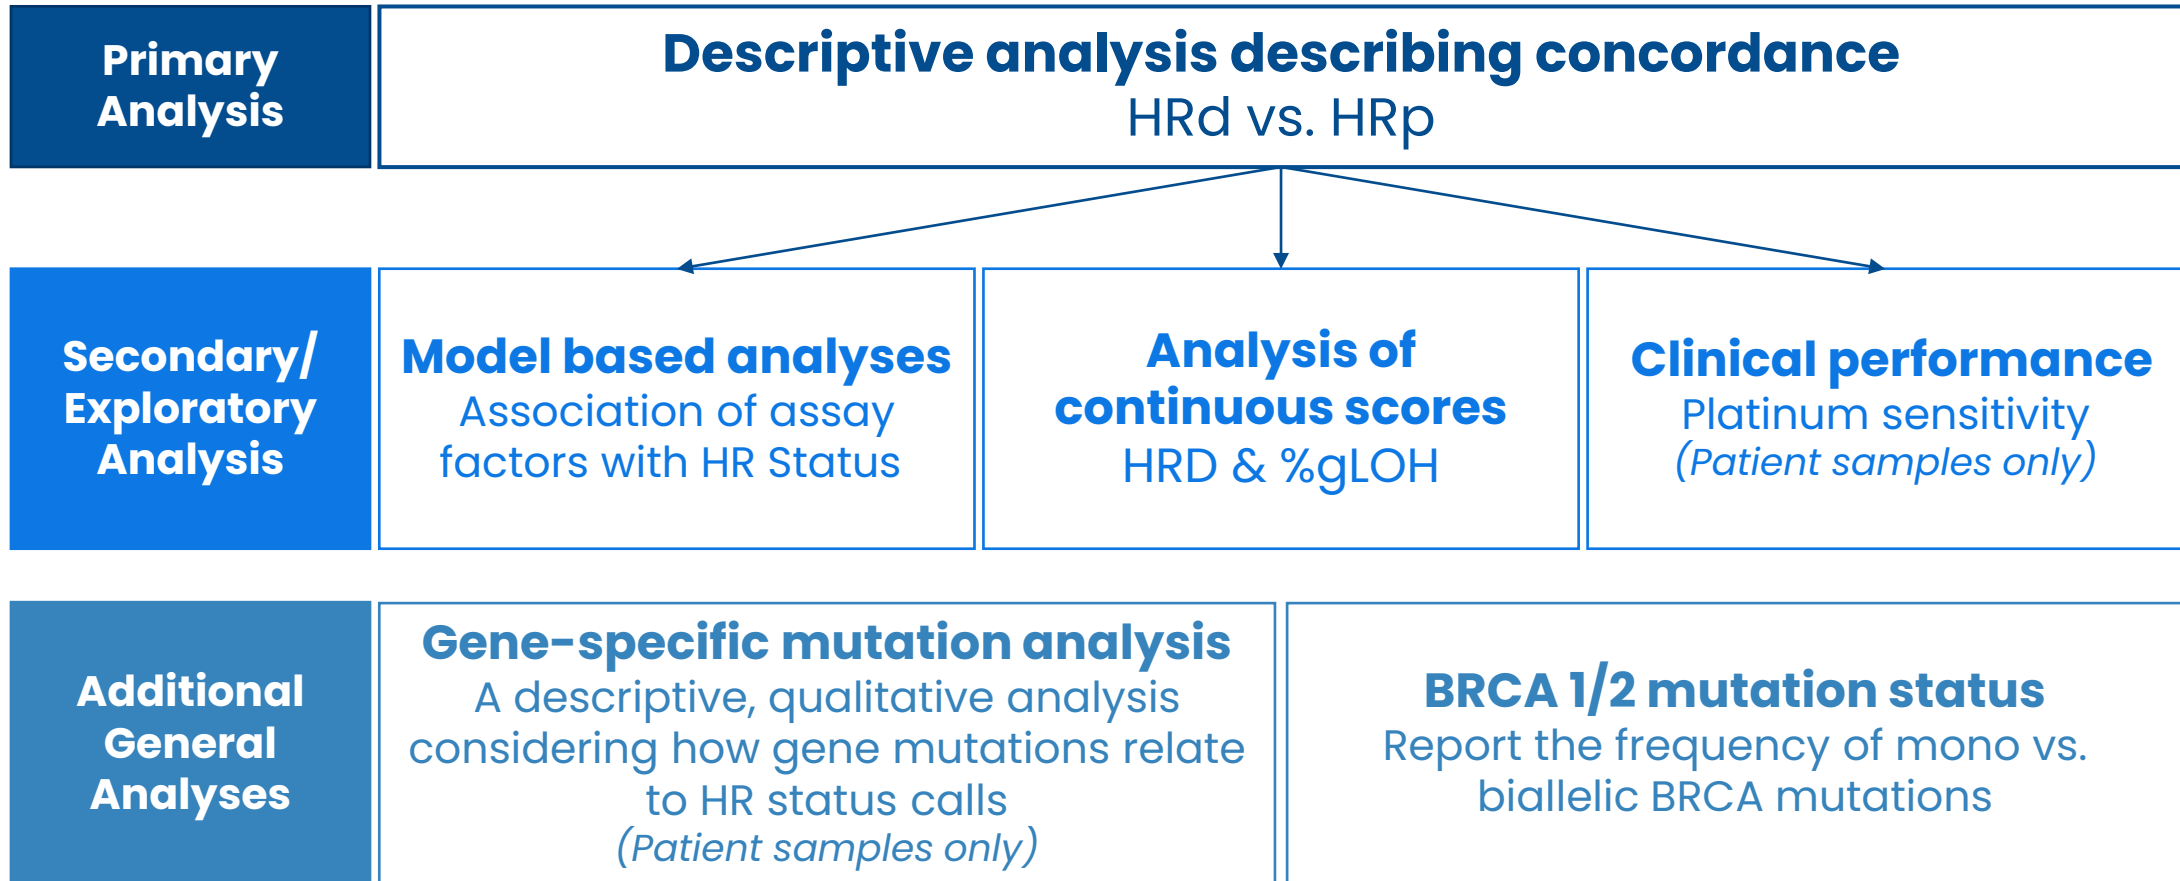 Primary
Analysis
Descriptive analysis describing concordance
HRd vs. HRp
Secondary/
Exploratory
Analysis
Model based analyses
Association of assay
factors with HR Status
Analysis of
continuous scores
HRD & %gLOH
Clinical performance
Platinum sensitivity
(Patient samples only)
Additional
General
Analyses
Gene-specific mutation analysis
A descriptive, qualitative analysis
considering how gene mutations relate
to HR status calls
(Patient samples only)
BRCA 1/2 mutation status
Report the frequency of mono vs.
biallelic BRCA mutations